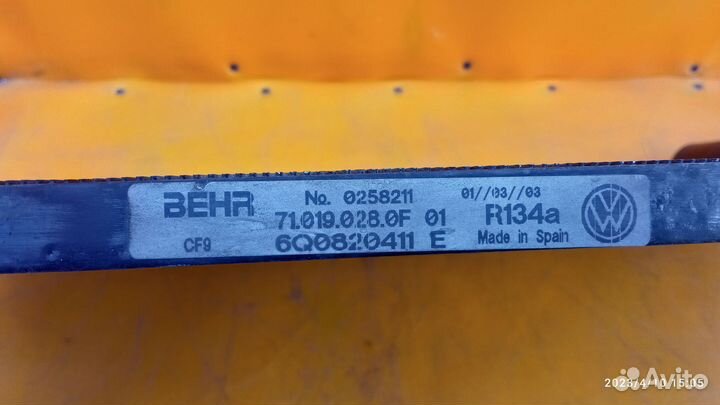 BEHR No. 0258211 01//03//03
71.019.028.0F 01 R134a
CF9 6Q0820411 E Made in Spain
2023/4/10 15:05
Avito